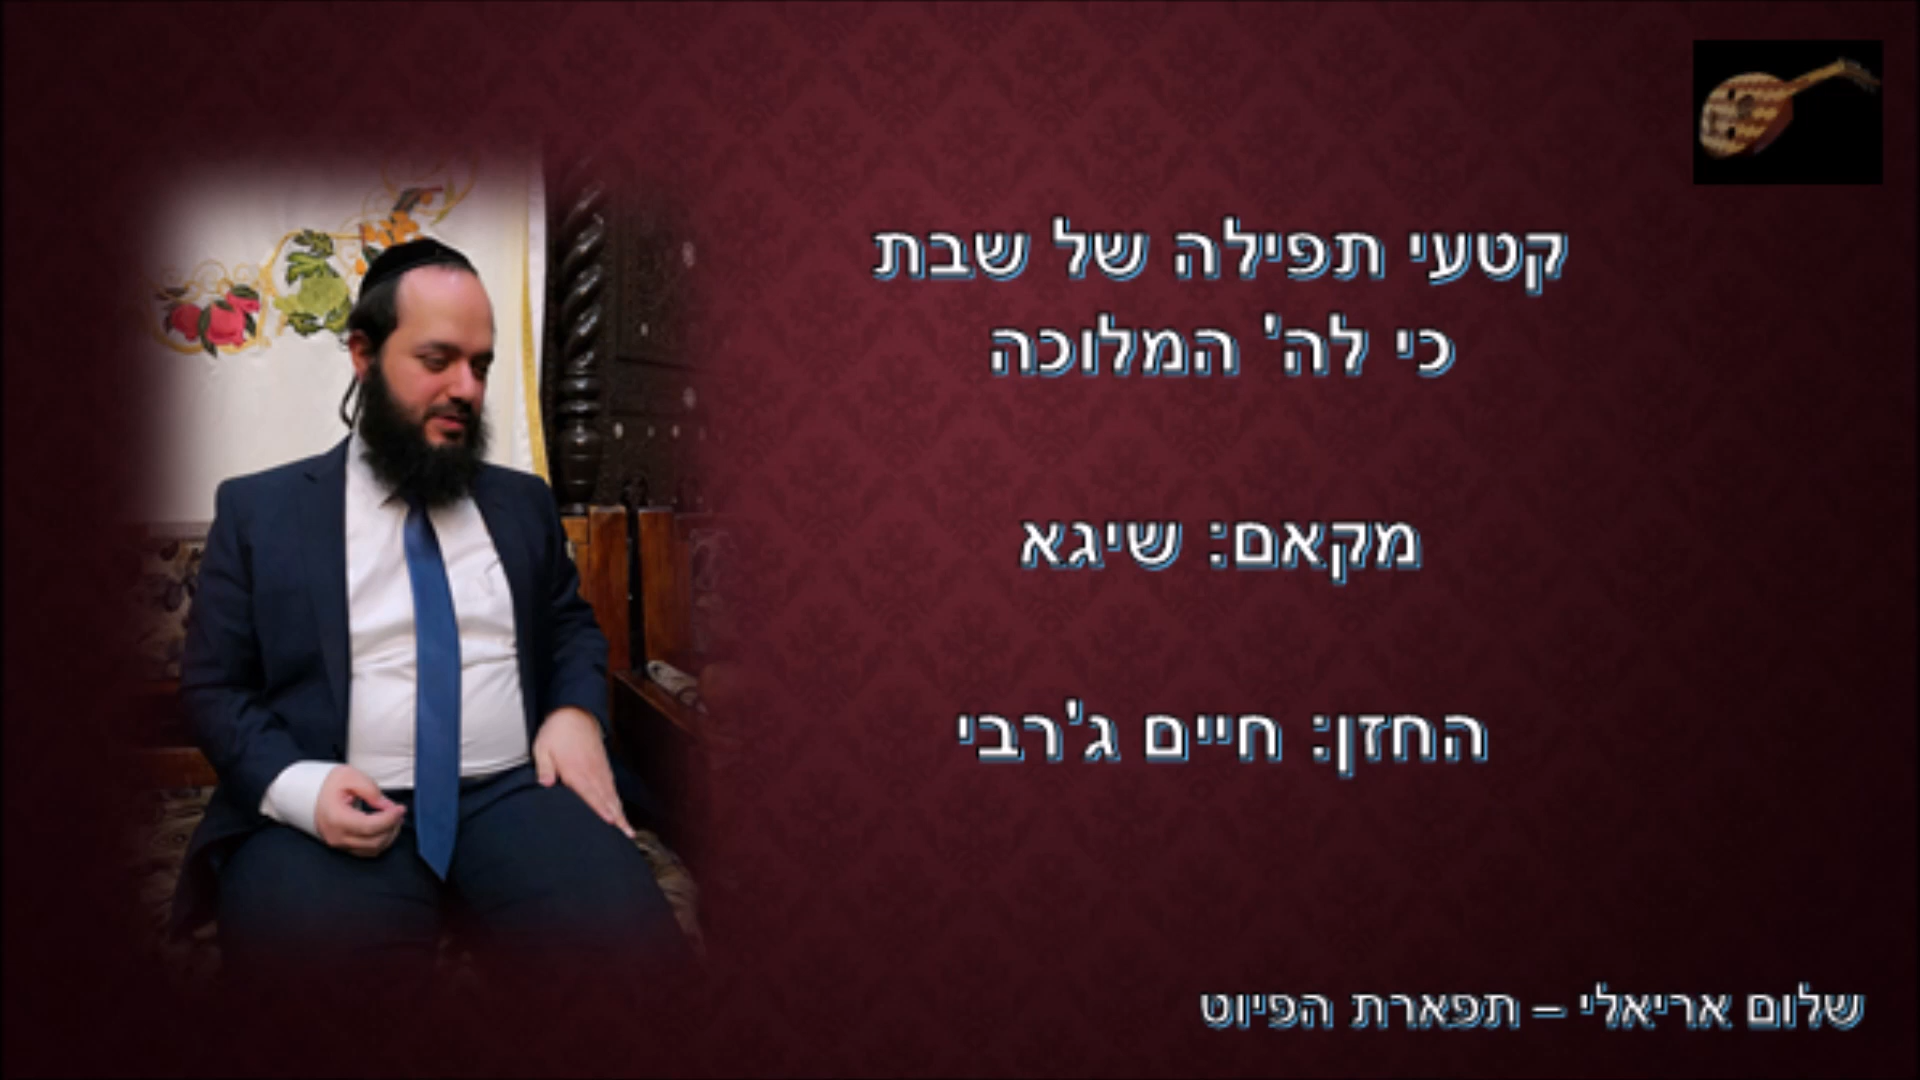 קטעי תפילה של שבת
כי לה' המלוכה
מקאם: שיגא
החזן: חיים ג'רבי
שלום אריאלי – תפארת הפיוט